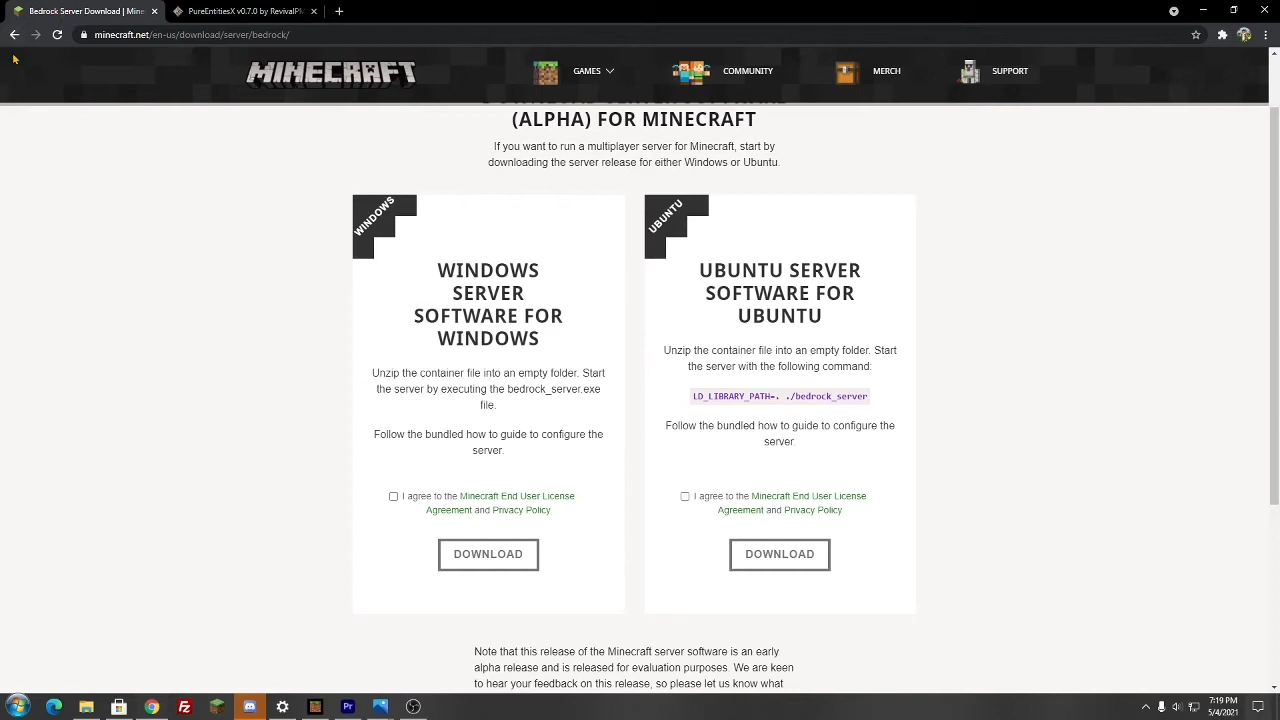 Bedrock Server Download | Mine
PureEntitiesX v0.7.0 by RevivalPM
minecraft.net/en-us/download/server/bedrock/
MINECRAFT
GAMES
COMMUNITY
MERCH
SUPPORT
DOWNLOAD SERVER SOFTWARE
(ALPHA) FOR MINECRAFT
If you want to run a multiplayer server for Minecraft, start by
downloading the server release for either Windows or Ubuntu.
WINDOWS
WINDOWS
SERVER
SOFTWARE FOR
WINDOWS
Unzip the container file into an empty folder. Start
the server by executing the bedrock_server.exe
file.
Follow the bundled how to guide to configure the
server.
I agree to the Minecraft End User License
Agreement and Privacy Policy
DOWNLOAD
UBUNTU
UBUNTU SERVER
SOFTWARE FOR
UBUNTU
Unzip the container file into an empty folder. Start
the server with the following command:
LD_LIBRARY_PATH=. ./bedrock_server
Follow the bundled how to guide to configure the
server.
I agree to the Minecraft End User License
Agreement and Privacy Policy
DOWNLOAD
Note that this release of the Minecraft server software is an early
alpha release and is released for evaluation purposes. We are keen
to hear your feedback on this release, so please let us know what
Pr
7:19 PM
5/4/2021